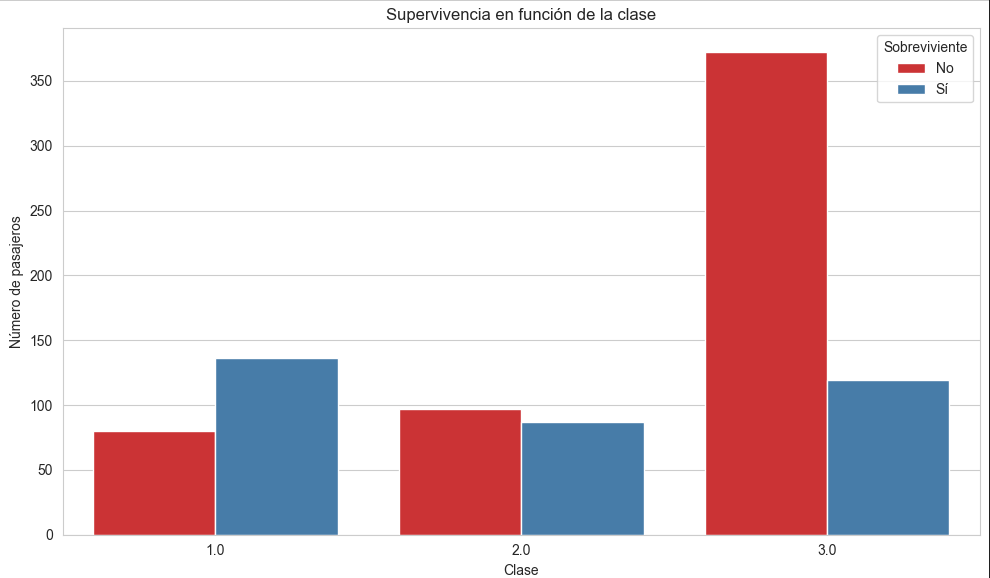 Supervivencia en función de la clase
Sobreviviente
No
Sí
Número de pasajeros
350
300
250
200
150
100
50
0
1.0
2.0
3.0
Clase